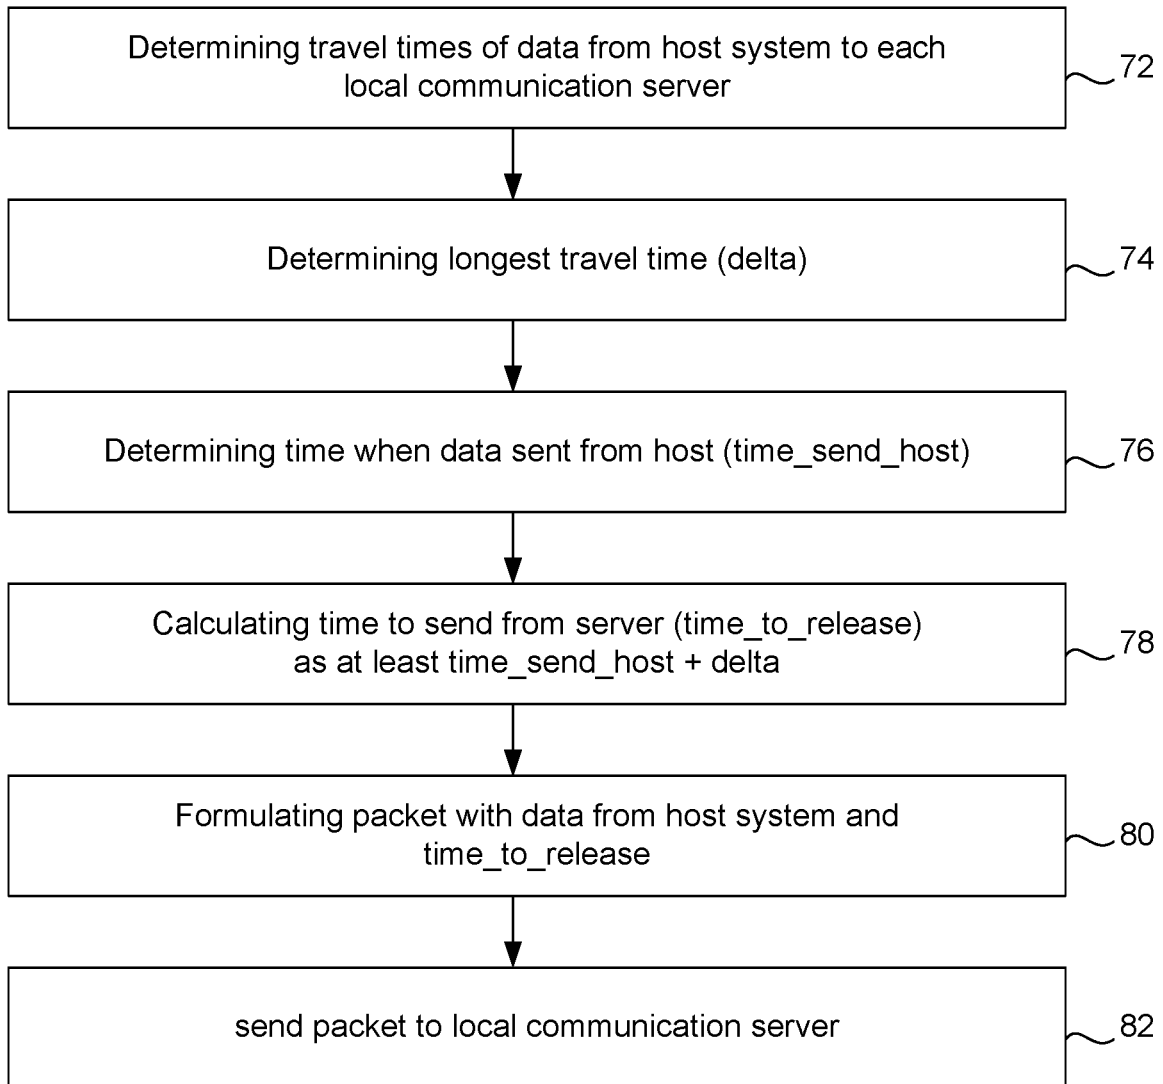 Determining travel times of data from host system to each
local communication server
72
Determining longest travel time (delta)
74
Determining time when data sent from host (time_send_host)
76
Calculating time to send from server (time_to_release)
as at least time_send_host + delta
78
Formulating packet with data from host system and
time_to_release
80
send packet to local communication server
82